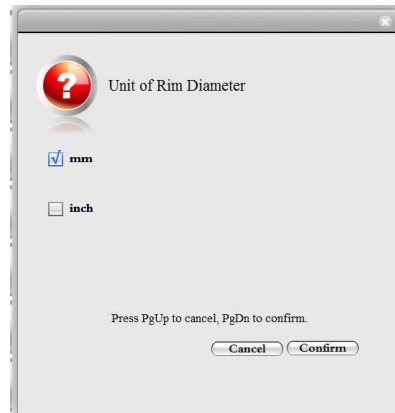 Unit of Rim Diameter
mm
inch
Press PgUp to cancel, PgDn to confirm.
Cancel Confirm